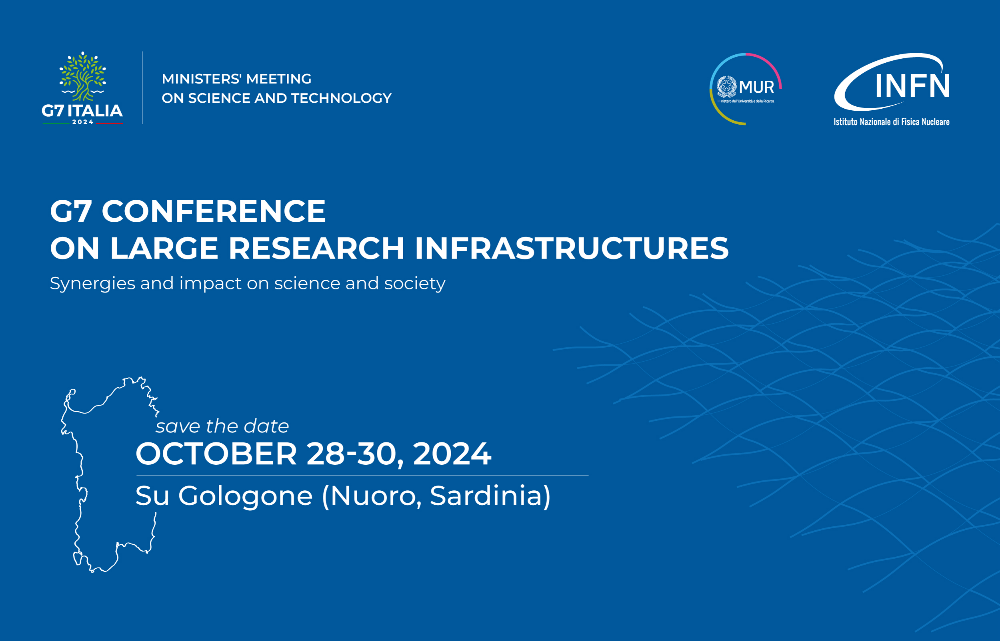 G7 ITALIA
2024
MINISTERS' MEETING
ON SCIENCE AND TECHNOLOGY
MUR
Ministero dell'Università e della Ricerca
INFN
Istituto Nazionale di Fisica Nucleare
G7 CONFERENCE
ON LARGE RESEARCH INFRASTRUCTURES
Synergies and impact on science and society
save the date
OCTOBER 28-30, 2024
Su Gologone (Nuoro, Sardinia)